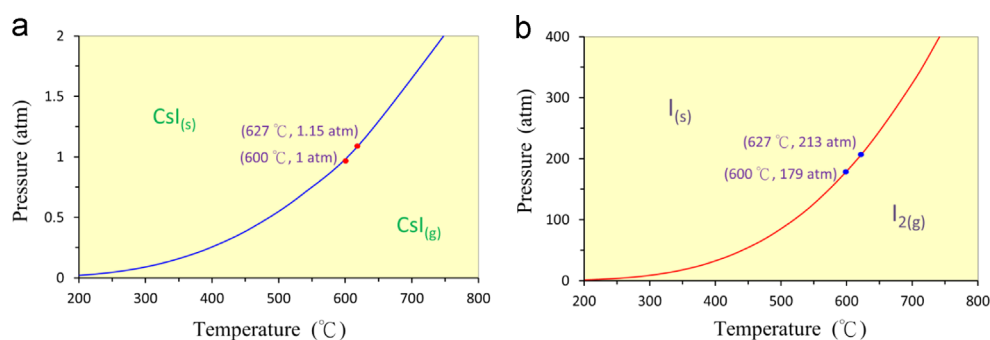 a
2
1.5
1
0.5
0
Pressure (atm)
CsI(s)
(627 ℃, 1.15 atm)
(600 ℃, 1 atm)
CsI(g)
200 300 400 500 600 700 800
Temperature (℃)
b
400
300
200
100
0
Pressure (atm)
I(s)
(627 ℃, 213 atm)
(600 ℃, 179 atm)
I2(g)
200 300 400 500 600 700 800
Temperature (℃)